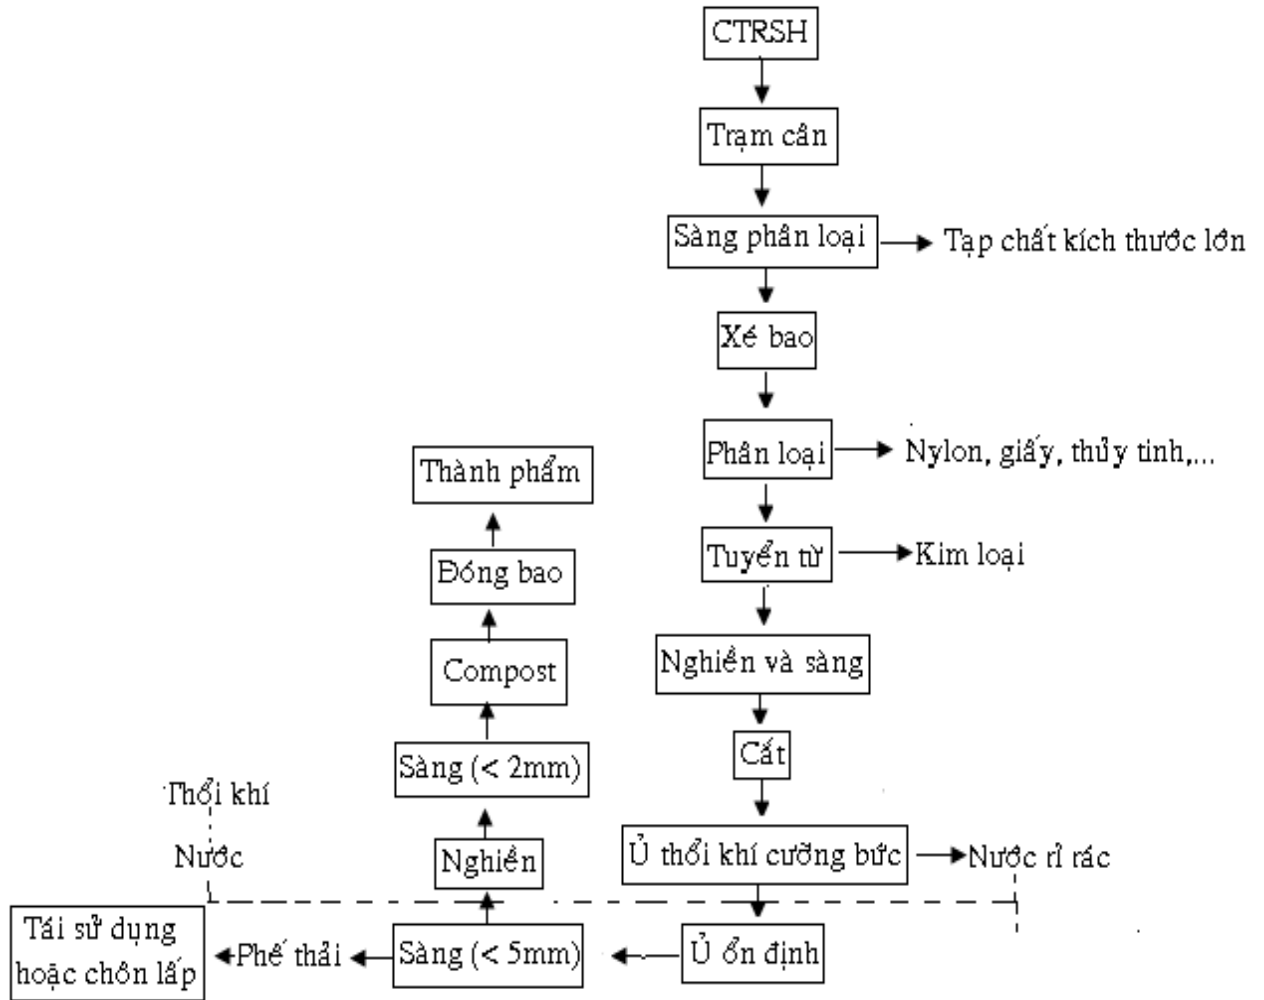 CTRSH
Trạm cân
Sàng phân loại
Tạp chất kích thước lớn
Xé bao
Phân loại
Nylon, giấy, thủy tinh,...
Thành phẩm
Tuyển từ
Kim loại
Đóng bao
Nghiền và sàng
Compost
Cắt
Sàng (< 2mm)
Thổi khí
Nước
Nghiền
Ủ thổi khí cưỡng bức
Nước rỉ rác
Tái sử dụng
hoặc chôn lấp
Phế thải
Sàng (< 5mm)
Ủ ổn định